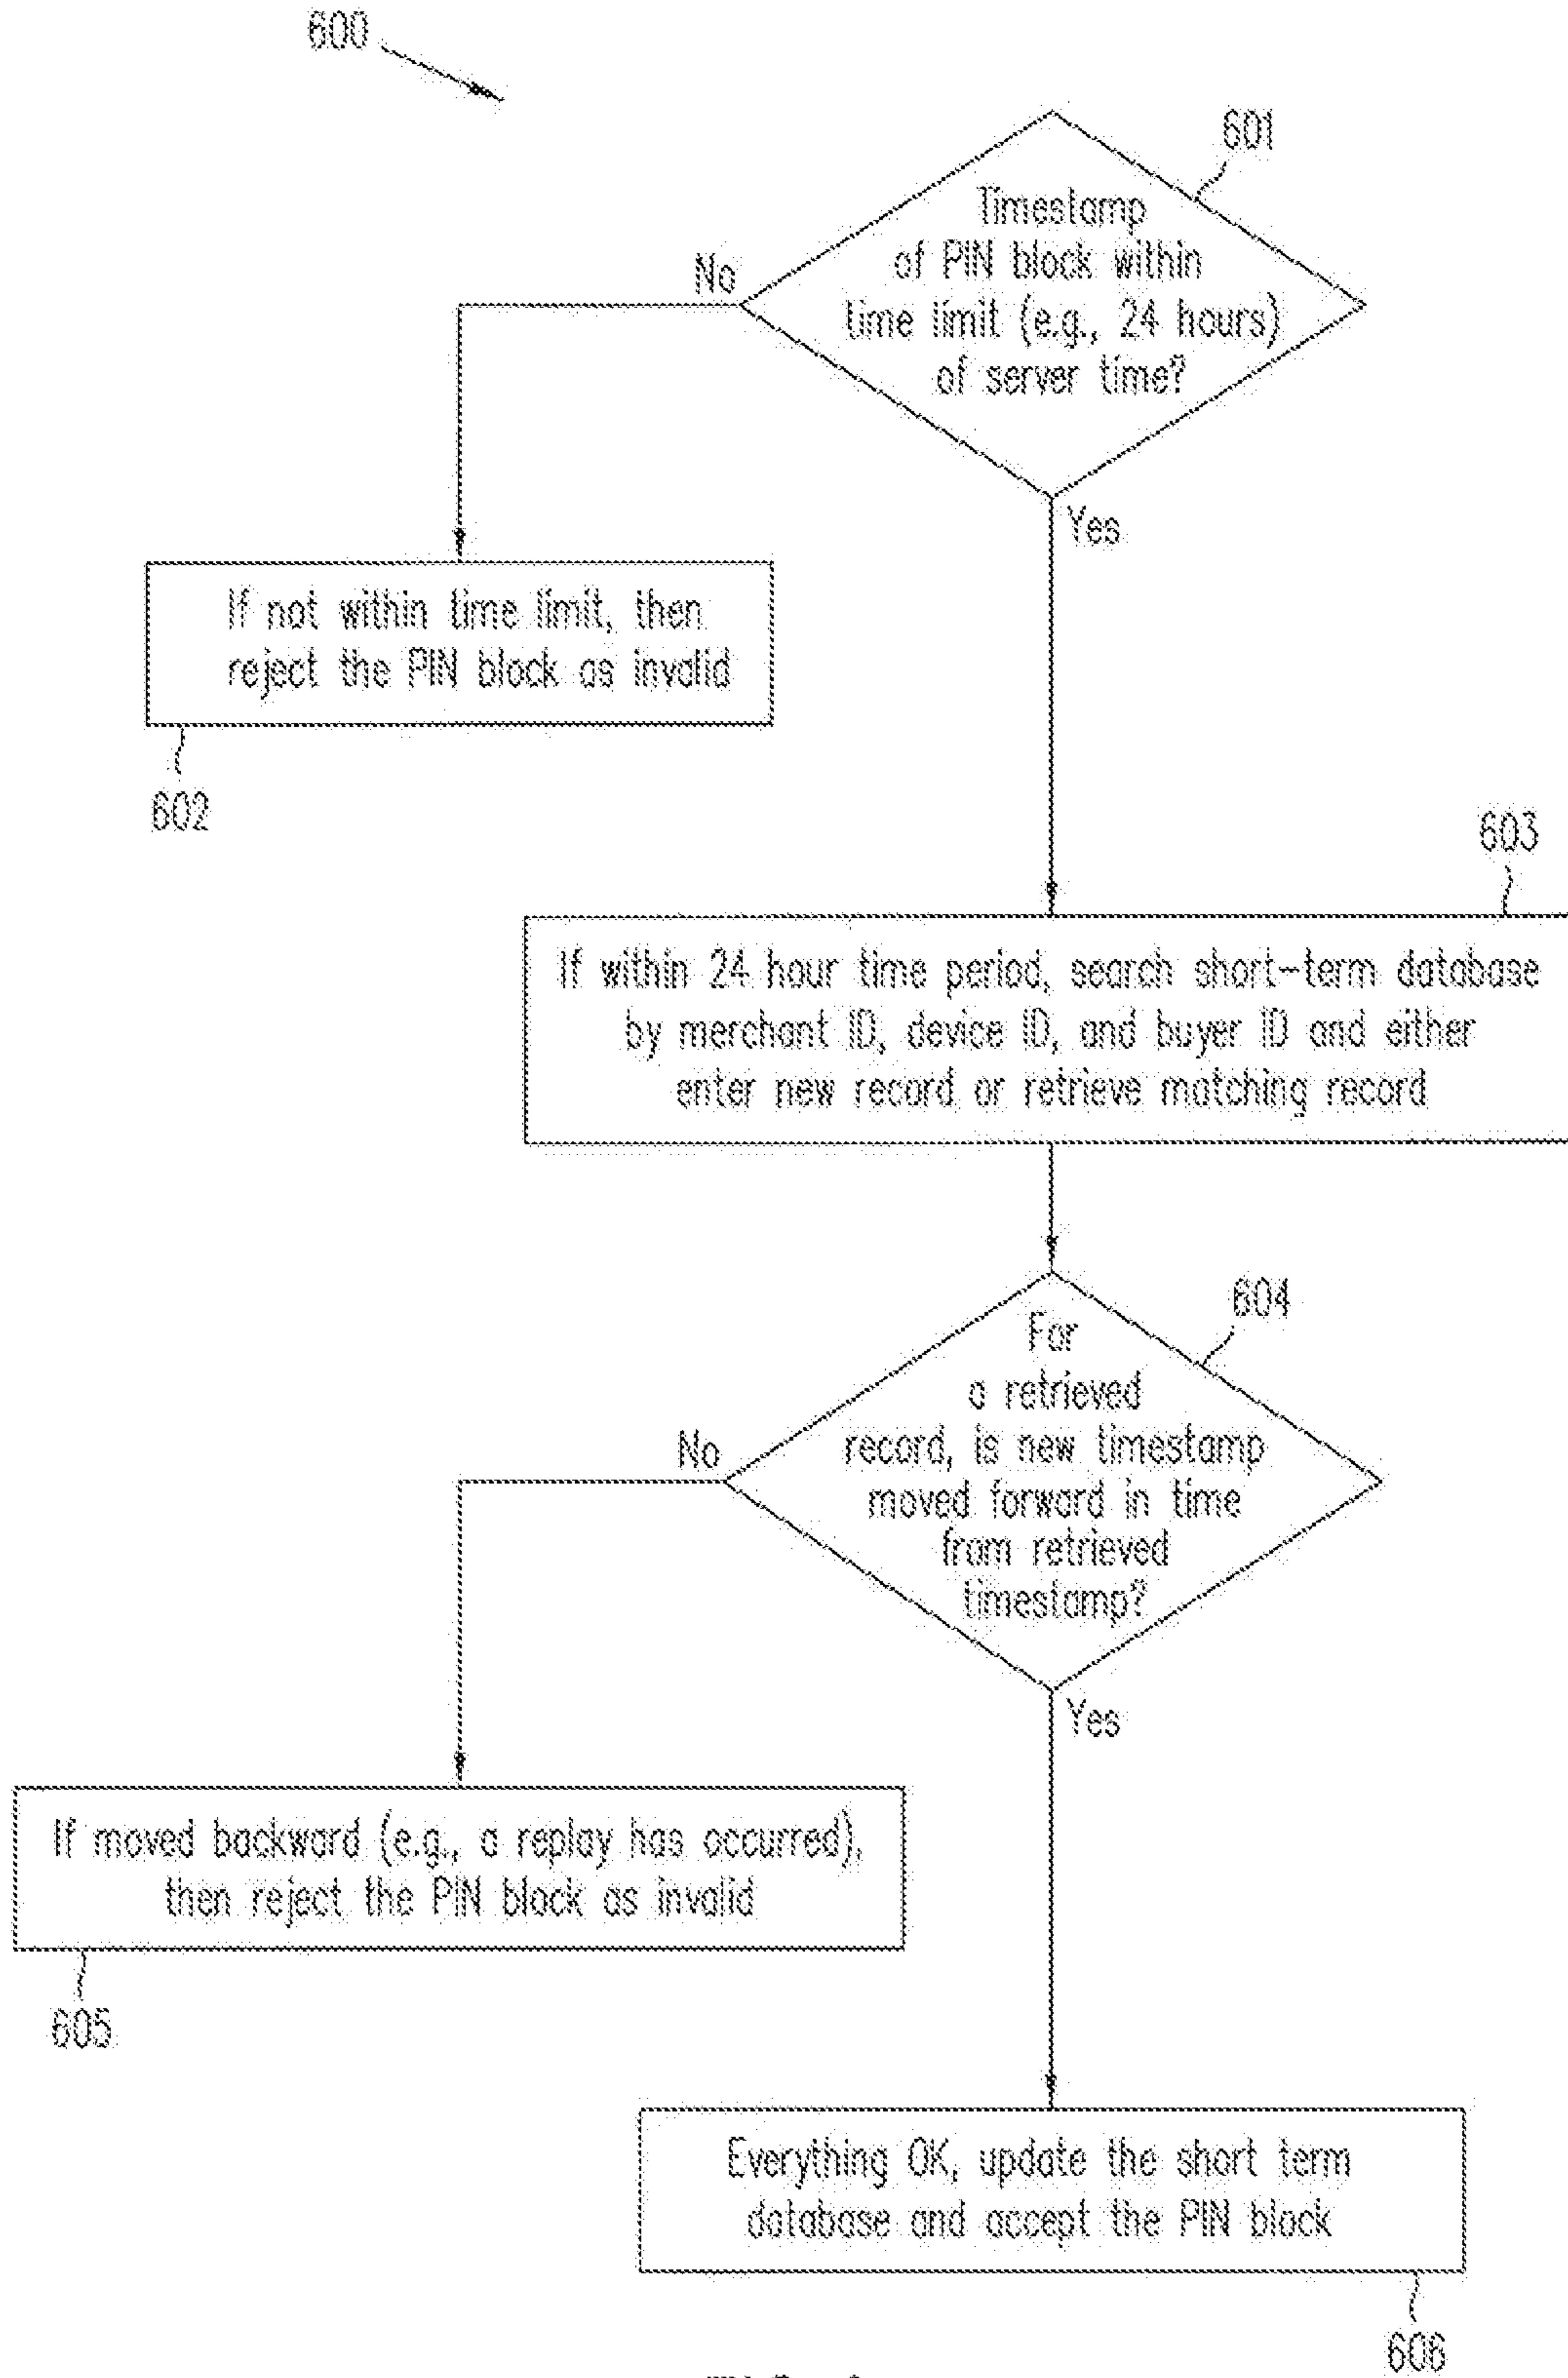 600
601
Timestamp
of PIN block within
time limit (e.g., 24 hours)
of server time?
No
Yes
If not within time limit, then
reject the PIN block as invalid
602
603
If within 24 hour time period, search short-term database
by merchant ID, device ID, and buyer ID and either
enter new record or retrieve matching record
604
For
a retrieved
record, is new timestamp
moved forward in time
from retrieved
timestamp?
No
Yes
If moved backward (e.g., a replay has occurred),
then reject the PIN block as invalid
605
Everything OK, update the short term
database and accept the PIN block
606